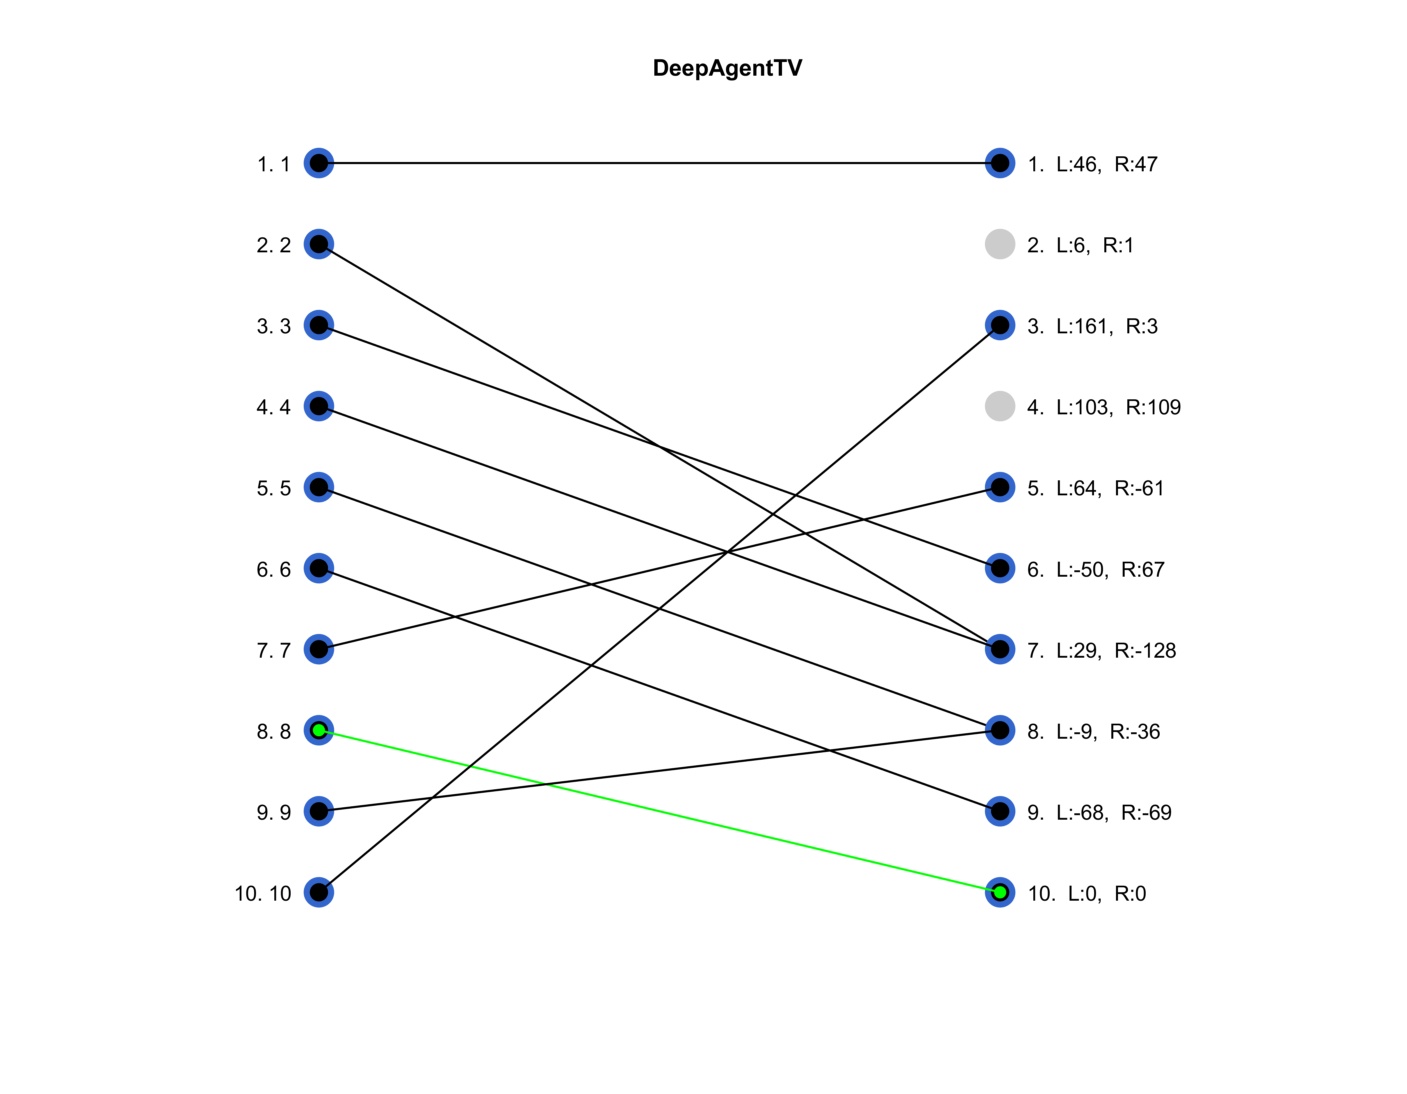 DeepAgentTV
1. 1
1. L:46, R:47
2. 2
2. L:6, R:1
3. 3
3. L:161, R:3
4. 4
4. L:103, R:109
5. 5
5. L:64, R:-61
6. 6
6. L:-50, R:67
7. 7
7. L:29, R:-128
8. 8
8. L:-9, R:-36
9. 9
9. L:-68, R:-69
10. 10
10. L:0, R:0